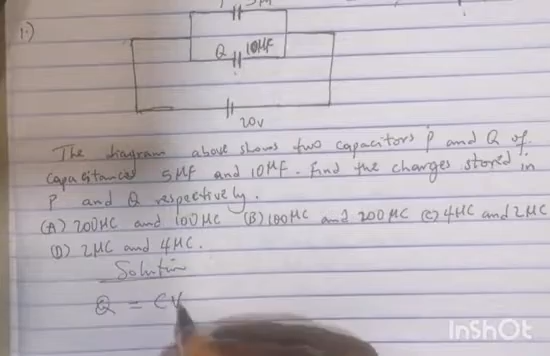 1.)
5μ
Q 10μF
20V
The diagram above shows two capacitors P and Q of
capacitances 5μF and 10μF. Find the charges stored in
P and Q respectively.
(A) 200μC and 100μC (B) 100μC and 200μC (C) 4μC and 2μC
(D) 2μC and 4μC.
Solution
Q = CV
InShOt